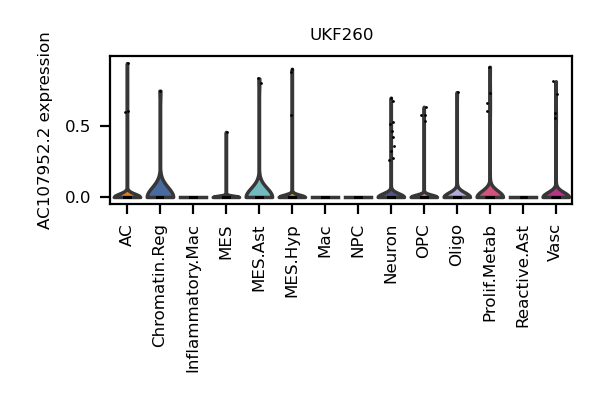 UKF260
AC107952.2 expression
0.5
0.0
AC
Chromatin.Reg
Inflammatory.Mac
MES
MES.Ast
MES.Hyp
Mac
NPC
Neuron
OPC
Oligo
Prolif.Metab
Reactive.Ast
Vasc